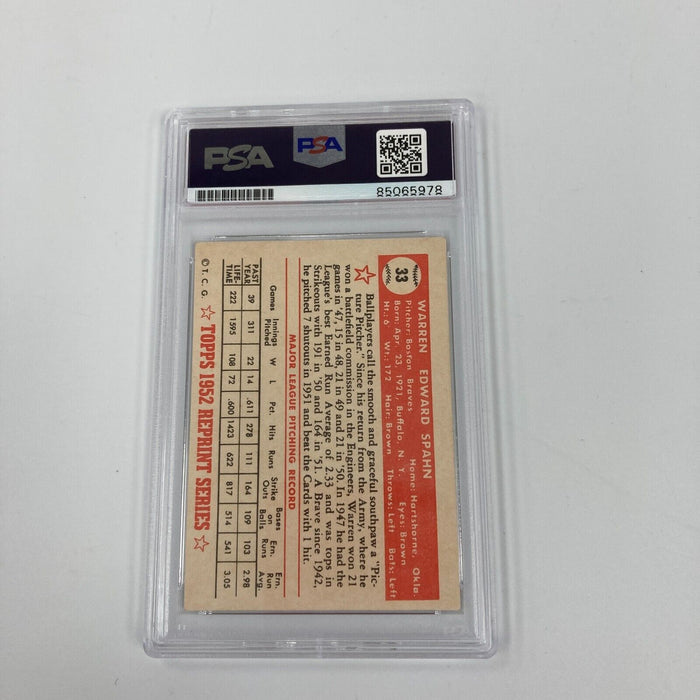 PSA
PSA
85065978
33
WARREN EDWARD SPAHN
Pitcher: Boston Braves Home: Hartshorne, Okla.
Born: Apr. 23, 1921, Buffalo, N. Y. Eyes: Brown
Ht.: 6 Wt.: 172 Hair: Brown Throws: Left Bats: Left
Ballplayers call the smooth and graceful southpaw a "Pic-
ture Pitcher." Since his return from the Army, where he
won a battlefield commission in the Engineers, Warren won 21
games in '47, 15 in 48, 21 in 49 and 21 in '50. In 1947 he had the
League's best Earned Run Average of 2.33 and was tops in
Strikeouts with 191 in '50 and 164 in '51. A Brave since 1942,
he pitched 7 shutouts in 1951 and beat the Cards with 1 hit.
MAJOR LEAGUE PITCHING RECORD
Games Innings Pitched W L Pct. Hits Runs Strike Outs Bases on Balls Ern. Runs Ern. Run Avg.
PAST YEAR 39 311 22 14 .611 278 111 164 109 103 2.98
LIFE-TIME 222 1595 108 72 .600 1423 622 817 514 541 3.05
© T. C. G. TOPPS 1952 REPRINT SERIES